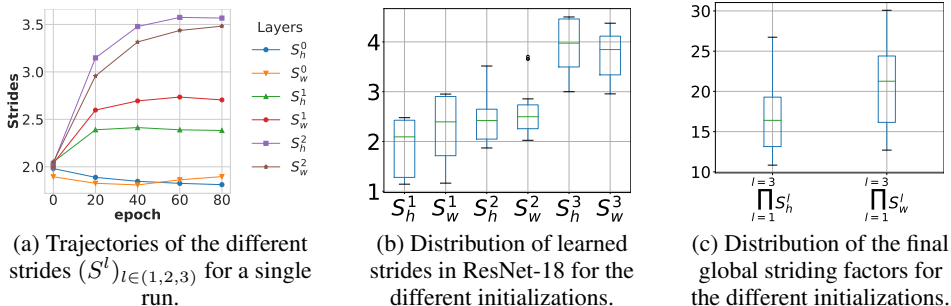 3.5
3.0
2.5
2.0
Strides
0 20 40 60 80
epoch
Layers
S_h^0
S_w^0
S_h^1
S_w^1
S_h^2
S_w^2
(a) Trajectories of the different
strides (S^l)_{l∈(1,2,3)} for a single
run.
4
3
2
1
S_h^1 S_w^1 S_h^2 S_w^2 S_h^3 S_w^3
(b) Distribution of learned
strides in ResNet-18 for the
different initializations.
30
25
20
15
10
l=3 l=3
∏S_h^l ∏S_w^l
l=1 l=1
(c) Distribution of the final
global striding factors for
the different initializations.